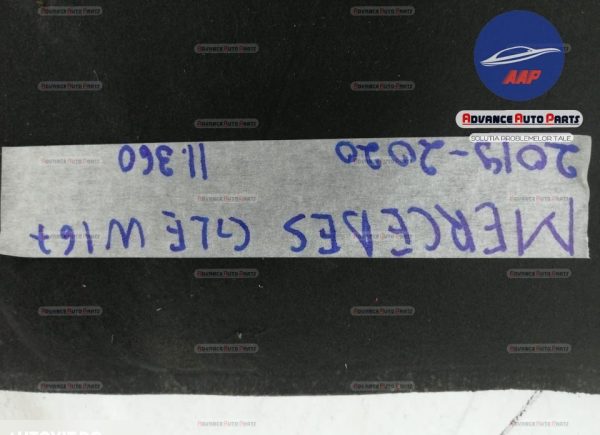 MERCEDES GLE W167
2019-2020 11.360
AAP
ADVANCE AUTO PARTS
SOLUTIA PROBLEMELOR TALE